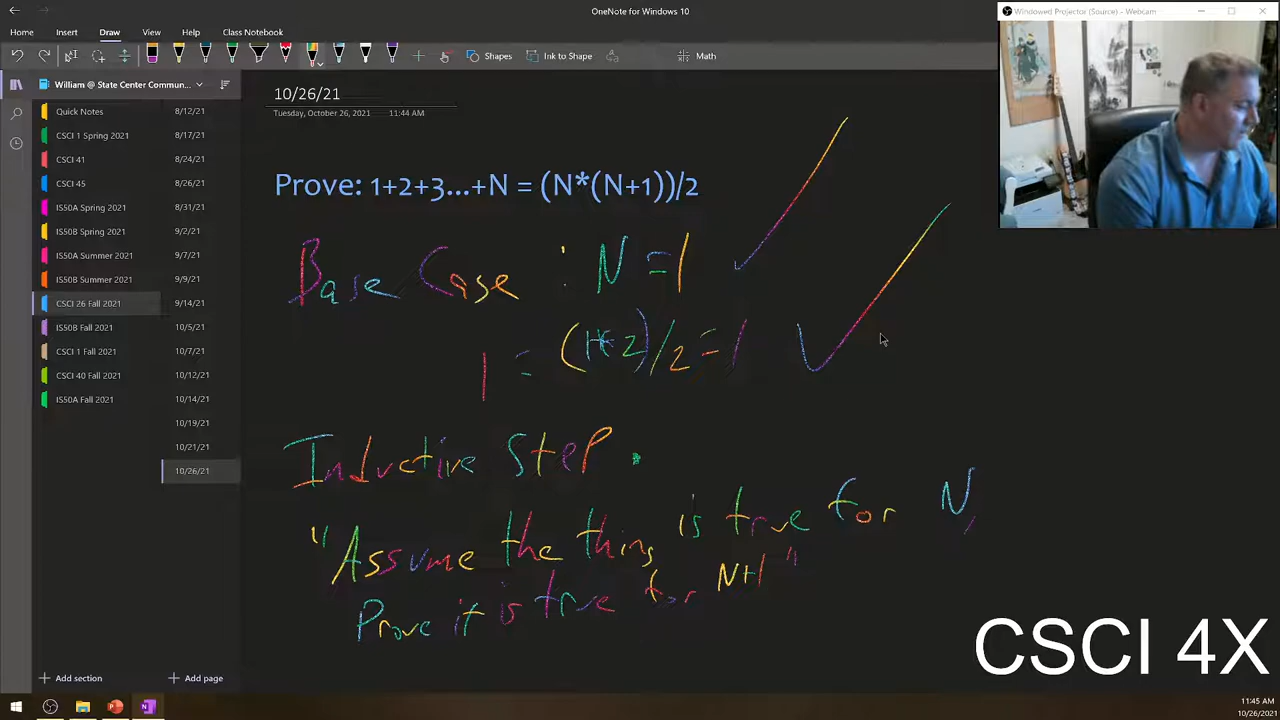 OneNote for Windows 10
Windowed Projector (Source) - Webcam
Home Insert Draw View Help Class Notebook
Shapes Ink to Shape Math
William @ State Center Commun...
Quick Notes
CSCI 1 Spring 2021
CSCI 41
CSCI 45
IS50A Spring 2021
IS50B Spring 2021
IS50A Summer 2021
IS50B Summer 2021
CSCI 26 Fall 2021
IS50B Fall 2021
CSCI 1 Fall 2021
CSCI 40 Fall 2021
IS50A Fall 2021
Add section
8/12/21
8/17/21
8/24/21
8/26/21
8/31/21
9/2/21
9/7/21
9/9/21
9/14/21
10/5/21
10/7/21
10/12/21
10/14/21
10/19/21
10/21/21
10/26/21
Add page
10/26/21
Tuesday, October 26, 2021 11:44 AM
Prove: 1+2+3...+N = (N*(N+1))/2
Base Case : N=1
1 = (1*2)/2=1
Inductive Step:
"Assume the thing is true for N,
Prove it is true for N+1"
CSCI 4X
11:45 AM
10/26/2021